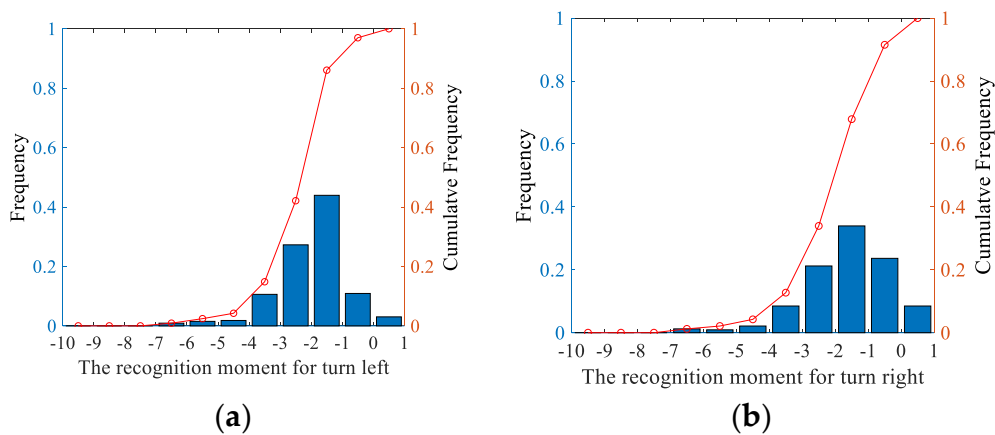 1 1
0.8 0.8
0.6 0.6
0.4 0.4
0.2 0.2
0 0
Frequency
Cumulatve Frequency
-10 -9 -8 -7 -6 -5 -4 -3 -2 -1 0 1
The recognition moment for turn left
(a)
1 1
0.8 0.8
0.6 0.6
0.4 0.4
0.2 0.2
0 0
Frequency
Cumulatve Frequency
-10 -9 -8 -7 -6 -5 -4 -3 -2 -1 0 1
The recognition moment for turn right
(b)